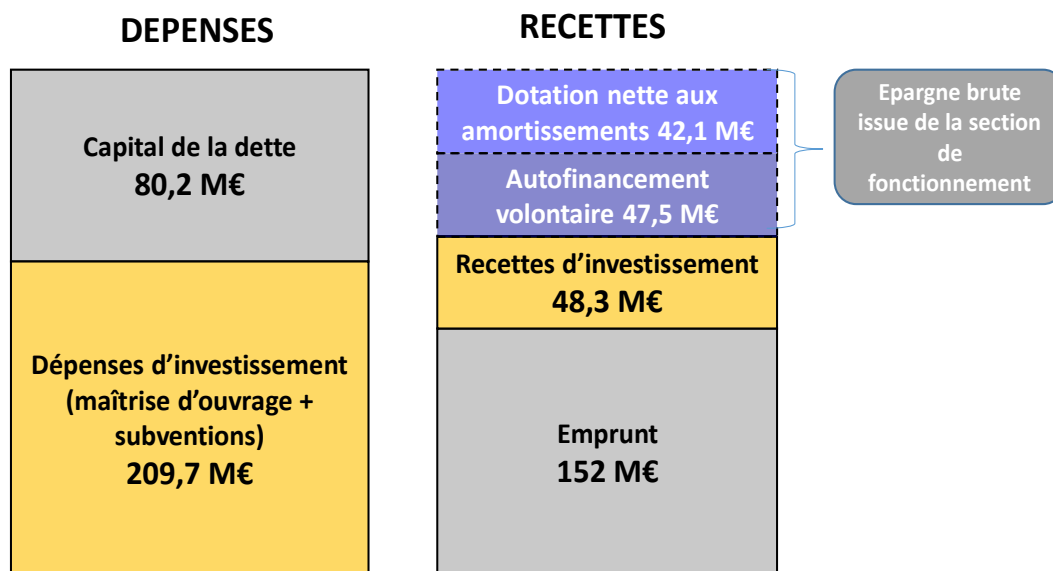 DEPENSES
Capital de la dette
80,2 M€
Dépenses d'investissement
(maîtrise d'ouvrage +
subventions)
209,7 M€
RECETTES
Dotation nette aux
amortissements 42,1 M€
Autofinancement
volontaire 47,5 M€
Recettes d'investissement
48,3 M€
Emprunt
152 M€
Epargne brute
issue de la section
de
fonctionnement